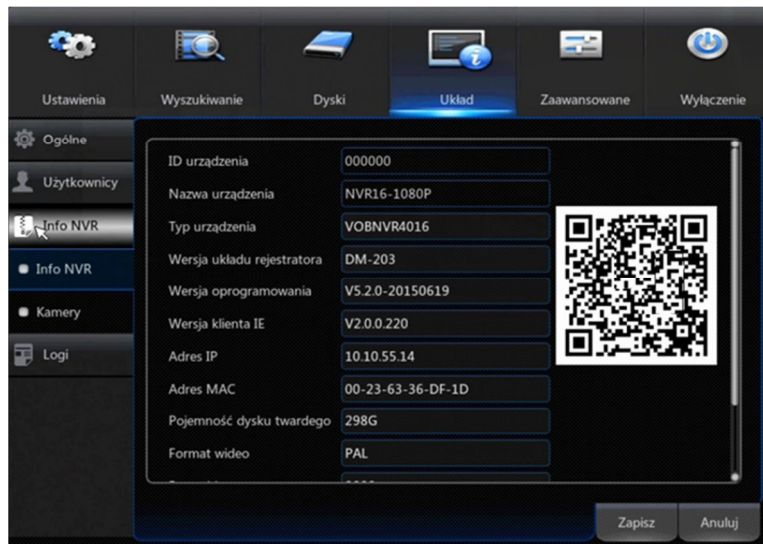 Ustawienia
Wyszukiwanie
Dyski
Układ
Zaawansowane
Wyłączenie
Ogólne
Użytkownicy
Info NVR
Info NVR
Kamery
Logi
ID urządzenia 000000
Nazwa urządzenia NVR16-1080P
Typ urządzenia VOBNVR4016
Wersja układu rejestratora DM-203
Wersja oprogramowania V5.2.0-20150619
Wersja klienta IE V2.0.0.220
Adres IP 10.10.55.14
Adres MAC 00-23-63-36-DF-1D
Pojemność dysku twardego 298G
Format wideo PAL
Zapisz
Anuluj